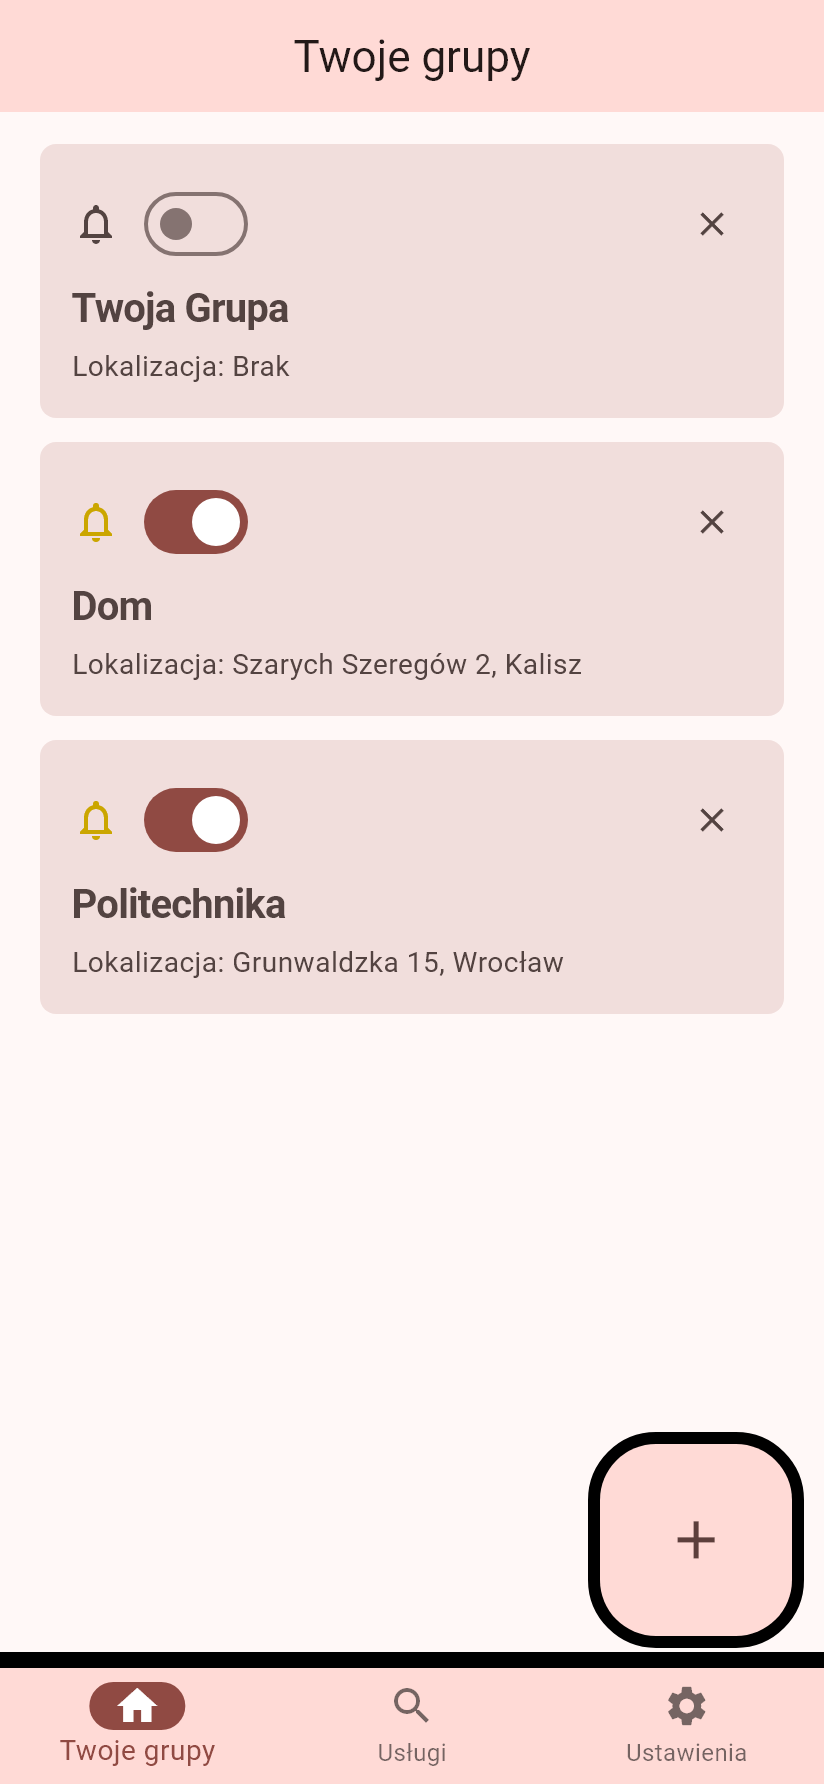 Twoje grupy
Twoja Grupa
Lokalizacja: Brak
Dom
Lokalizacja: Szarych Szeregów 2, Kalisz
Politechnika
Lokalizacja: Grunwaldzka 15, Wrocław
Twoje grupy
Usługi
Ustawienia